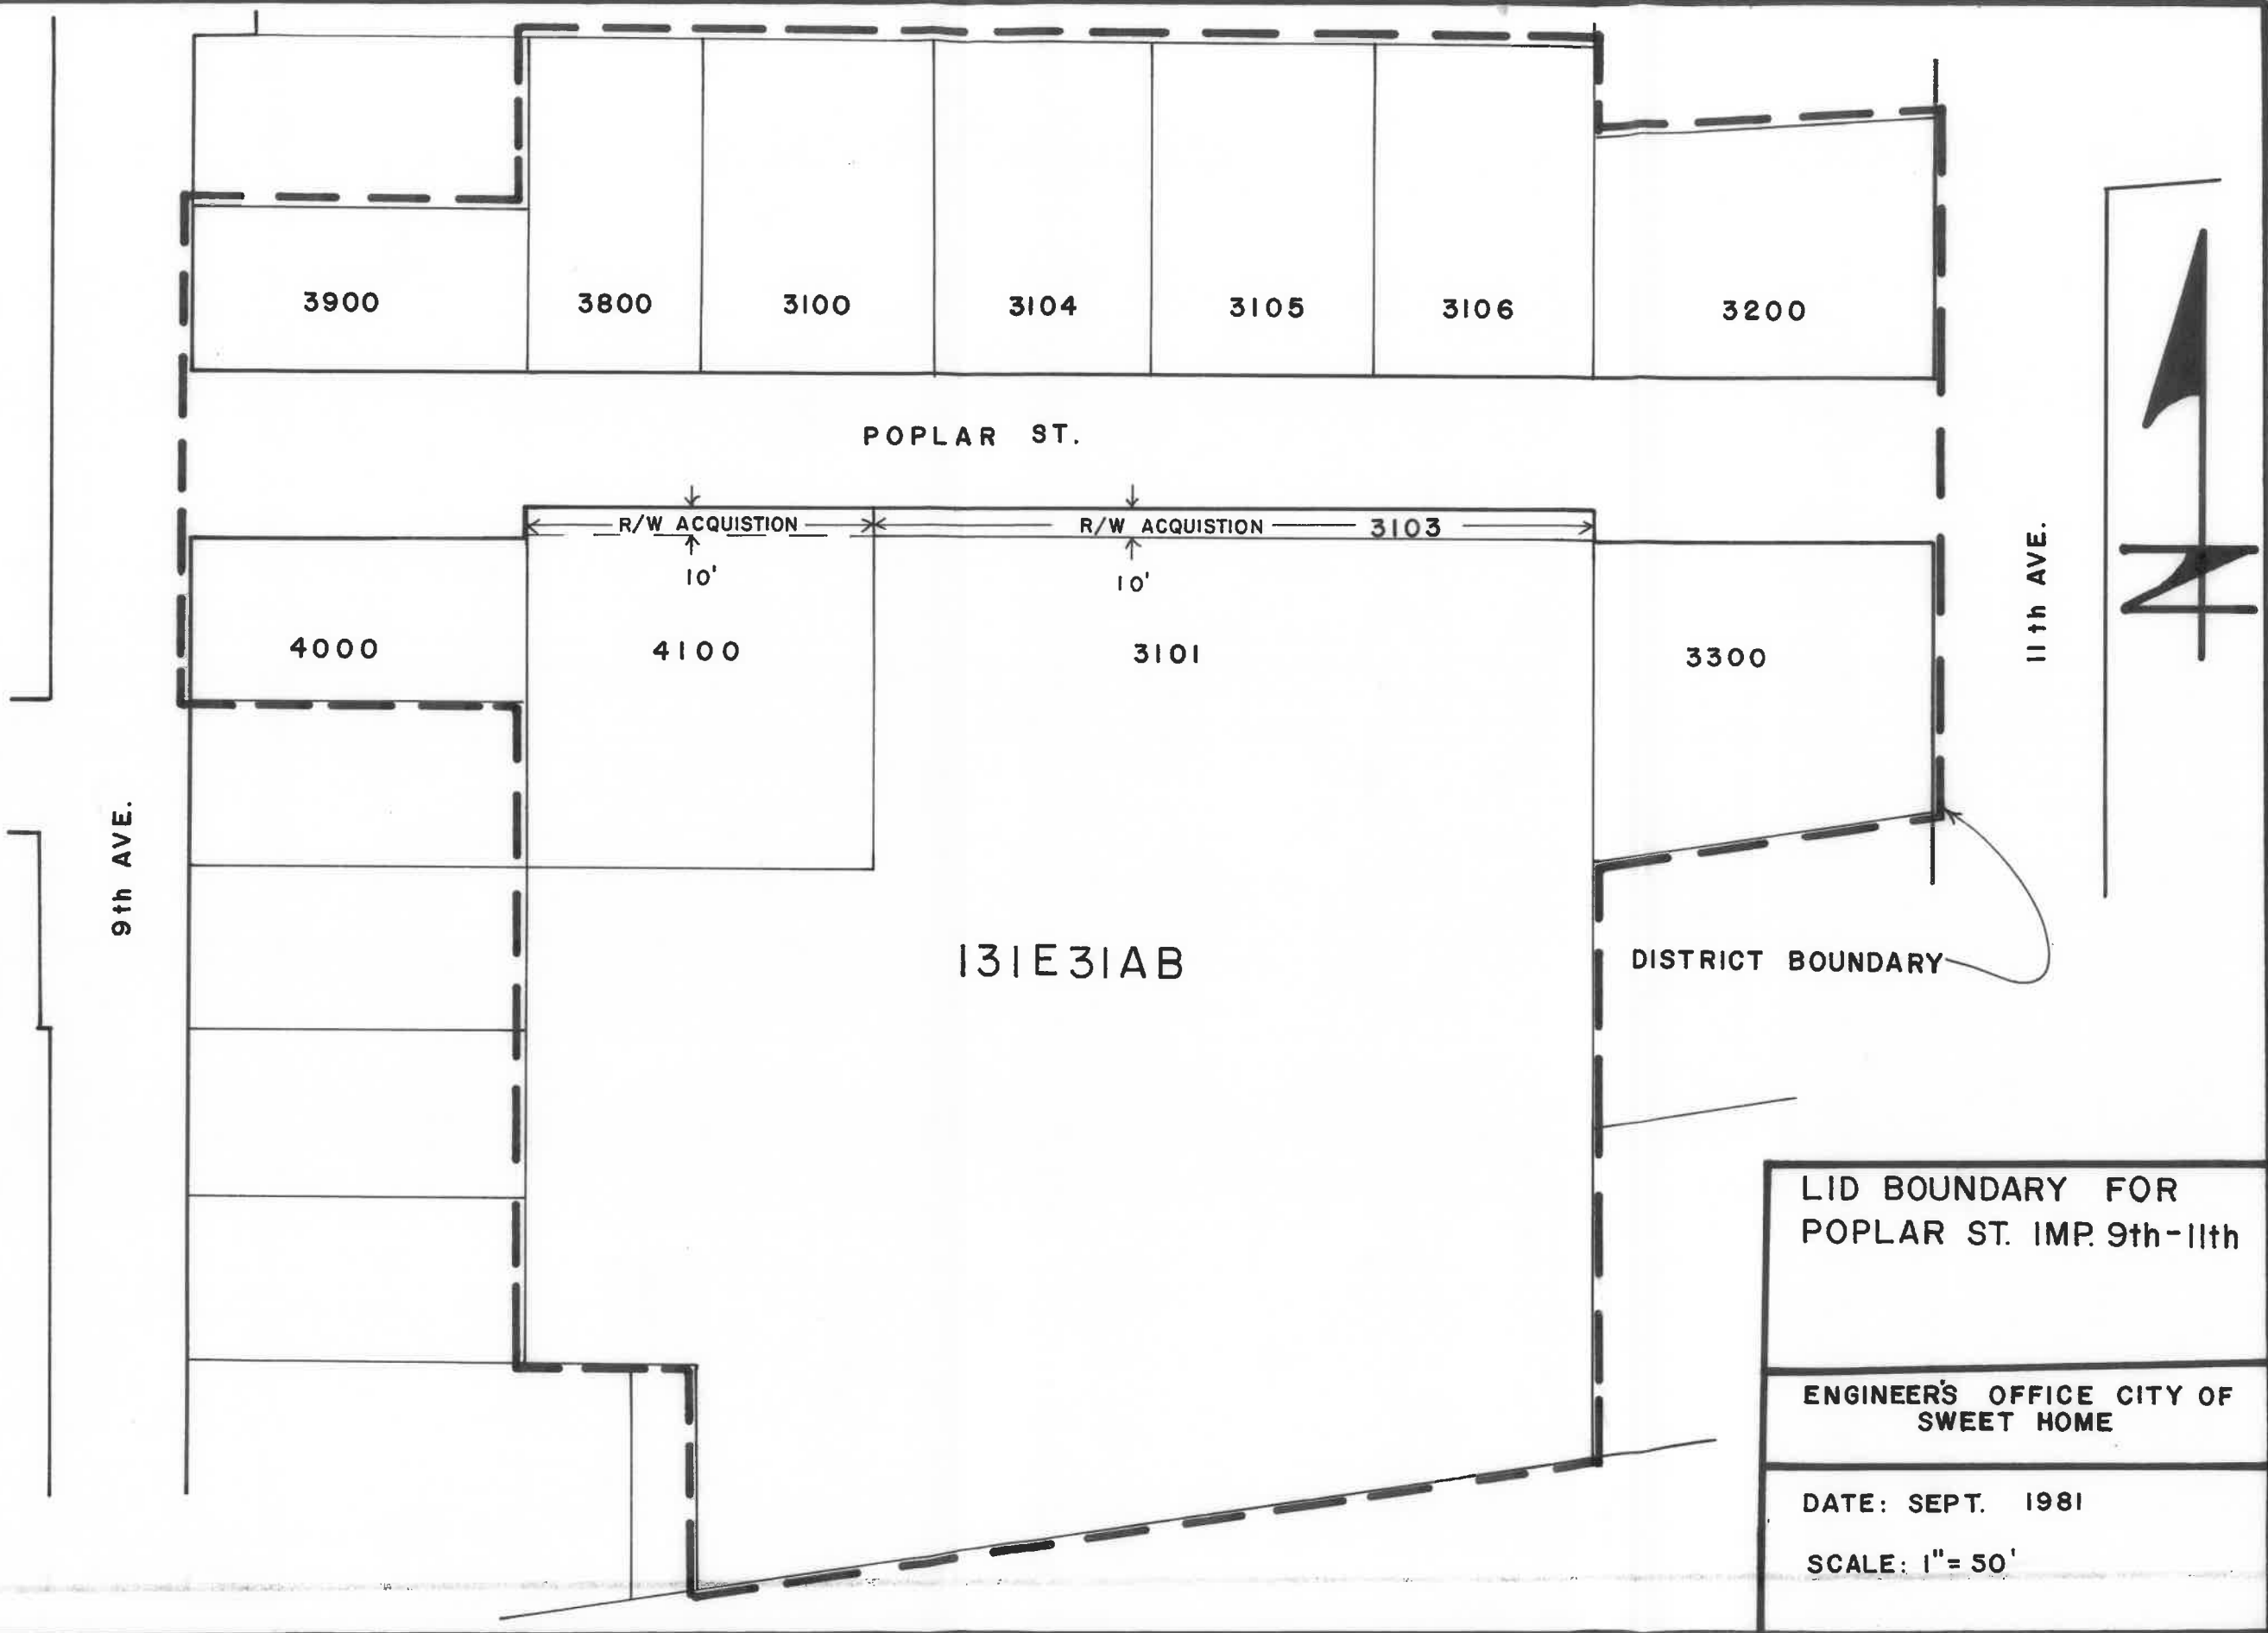 3900
3800
3100
3104
3105
3106
3200
POPLAR ST.
R/W ACQUISTION
R/W ACQUISTION
3103
10'
10'
4000
4100
3101
3300
9th AVE.
11th AVE.
N
131E31AB
DISTRICT BOUNDARY
LID BOUNDARY FOR
POPLAR ST. IMP. 9th-11th
ENGINEER'S OFFICE CITY OF
SWEET HOME
DATE: SEPT. 1981
SCALE: 1"= 50'